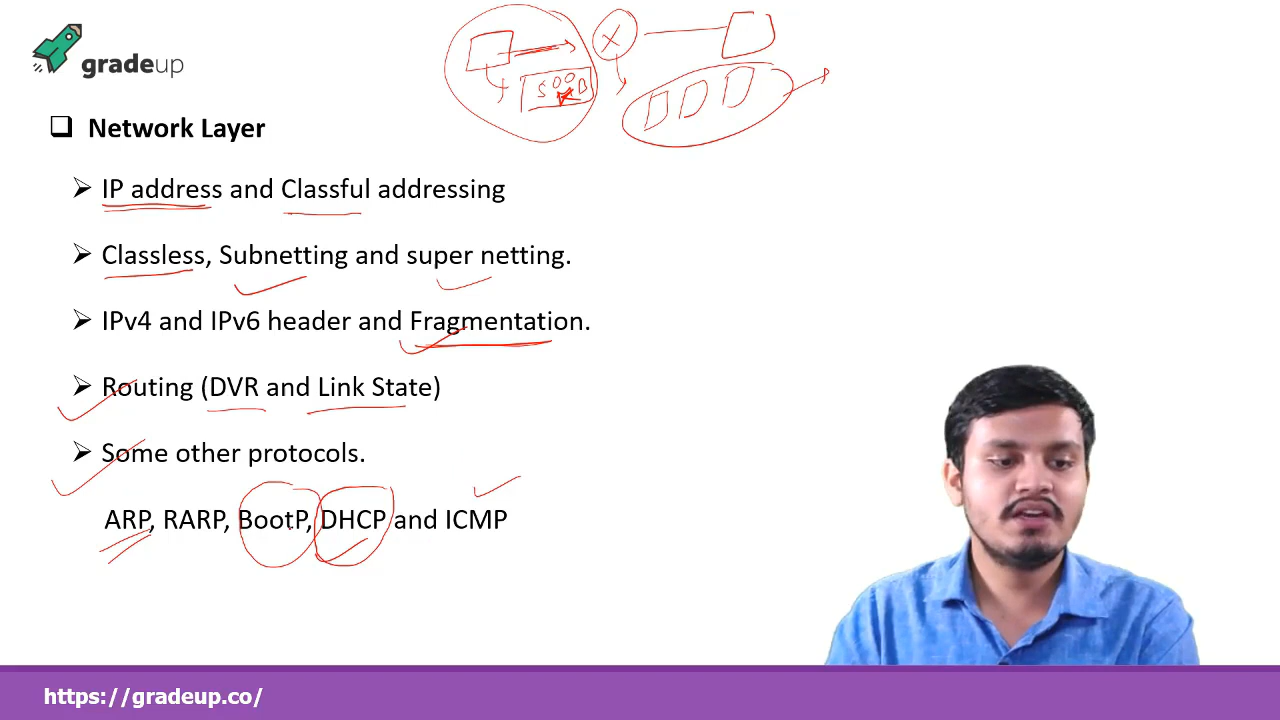 gradeup
Network Layer
IP address and Classful addressing
Classless, Subnetting and super netting.
IPv4 and IPv6 header and Fragmentation.
Routing (DVR and Link State)
Some other protocols.
ARP, RARP, BootP, DHCP and ICMP
https://gradeup.co/